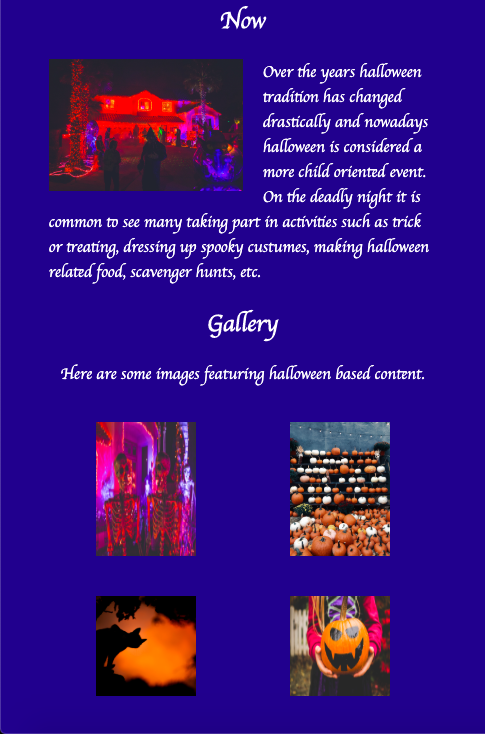 Now
Over the years halloween
tradition has changed
drastically and nowadays
halloween is considered a
more child oriented event.
On the deadly night it is
common to see many taking part in activities such as trick
or treating, dressing up spooky custumes, making halloween
related food, scavenger hunts, etc.
Gallery
Here are some images featuring halloween based content.